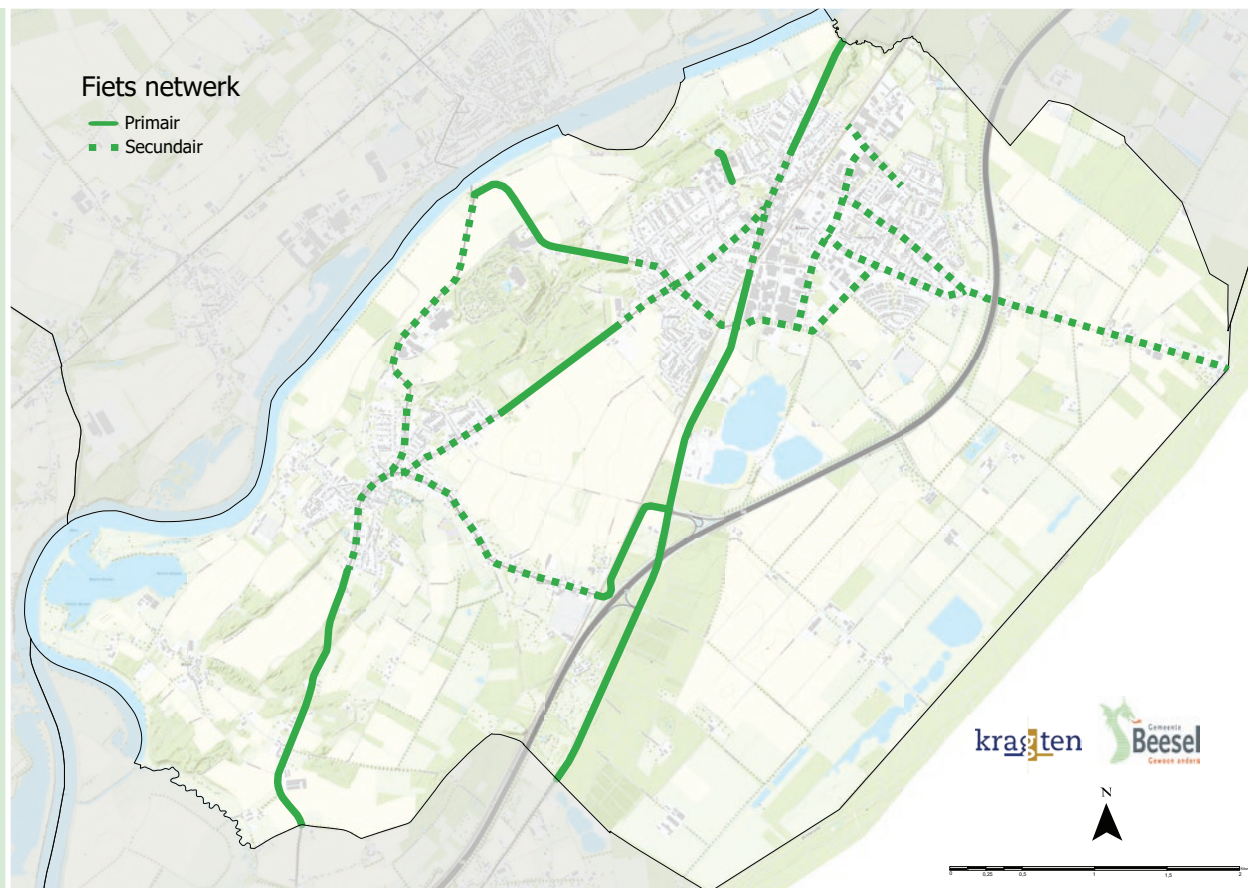 Fiets netwerk
Primair
Secundair
kragten
Gemeente
Beesel
Gewoon anders
N
0 0,25 0,5 1 1,5 2